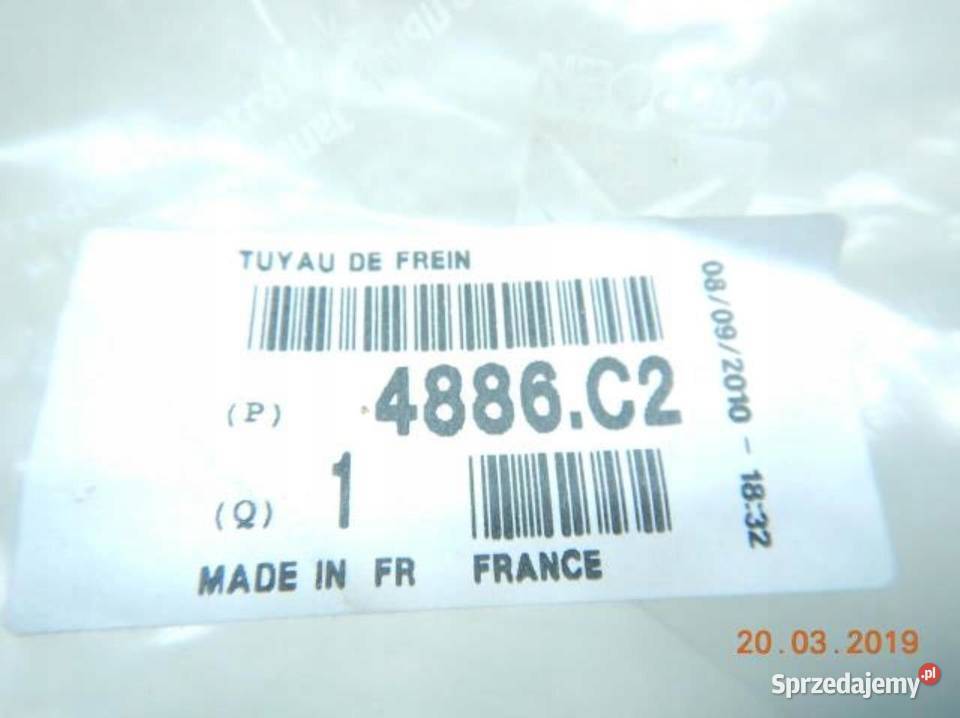 TUYAU DE FREIN
(P) 4886.C2
(Q) 1
MADE IN FR FRANCE
08/09/2010 - 18:32
20.03.2019
Sprzedajemy.pl